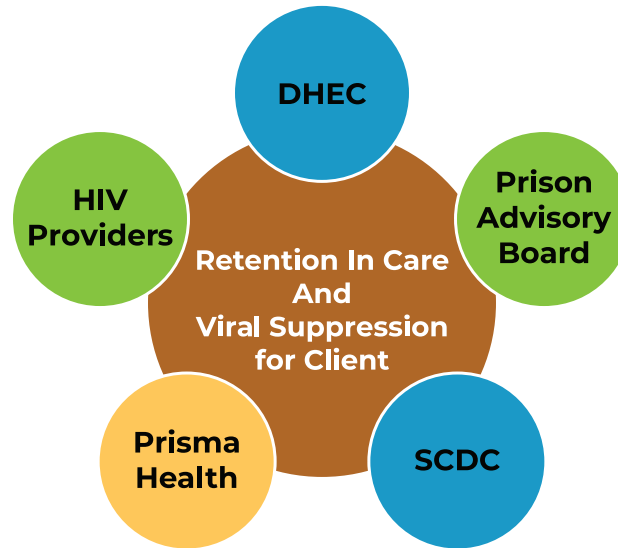 DHEC
HIV
Providers
Prison
Advisory
Board
Retention In Care
And
Viral Suppression
for Client
Prisma
Health
SCDC